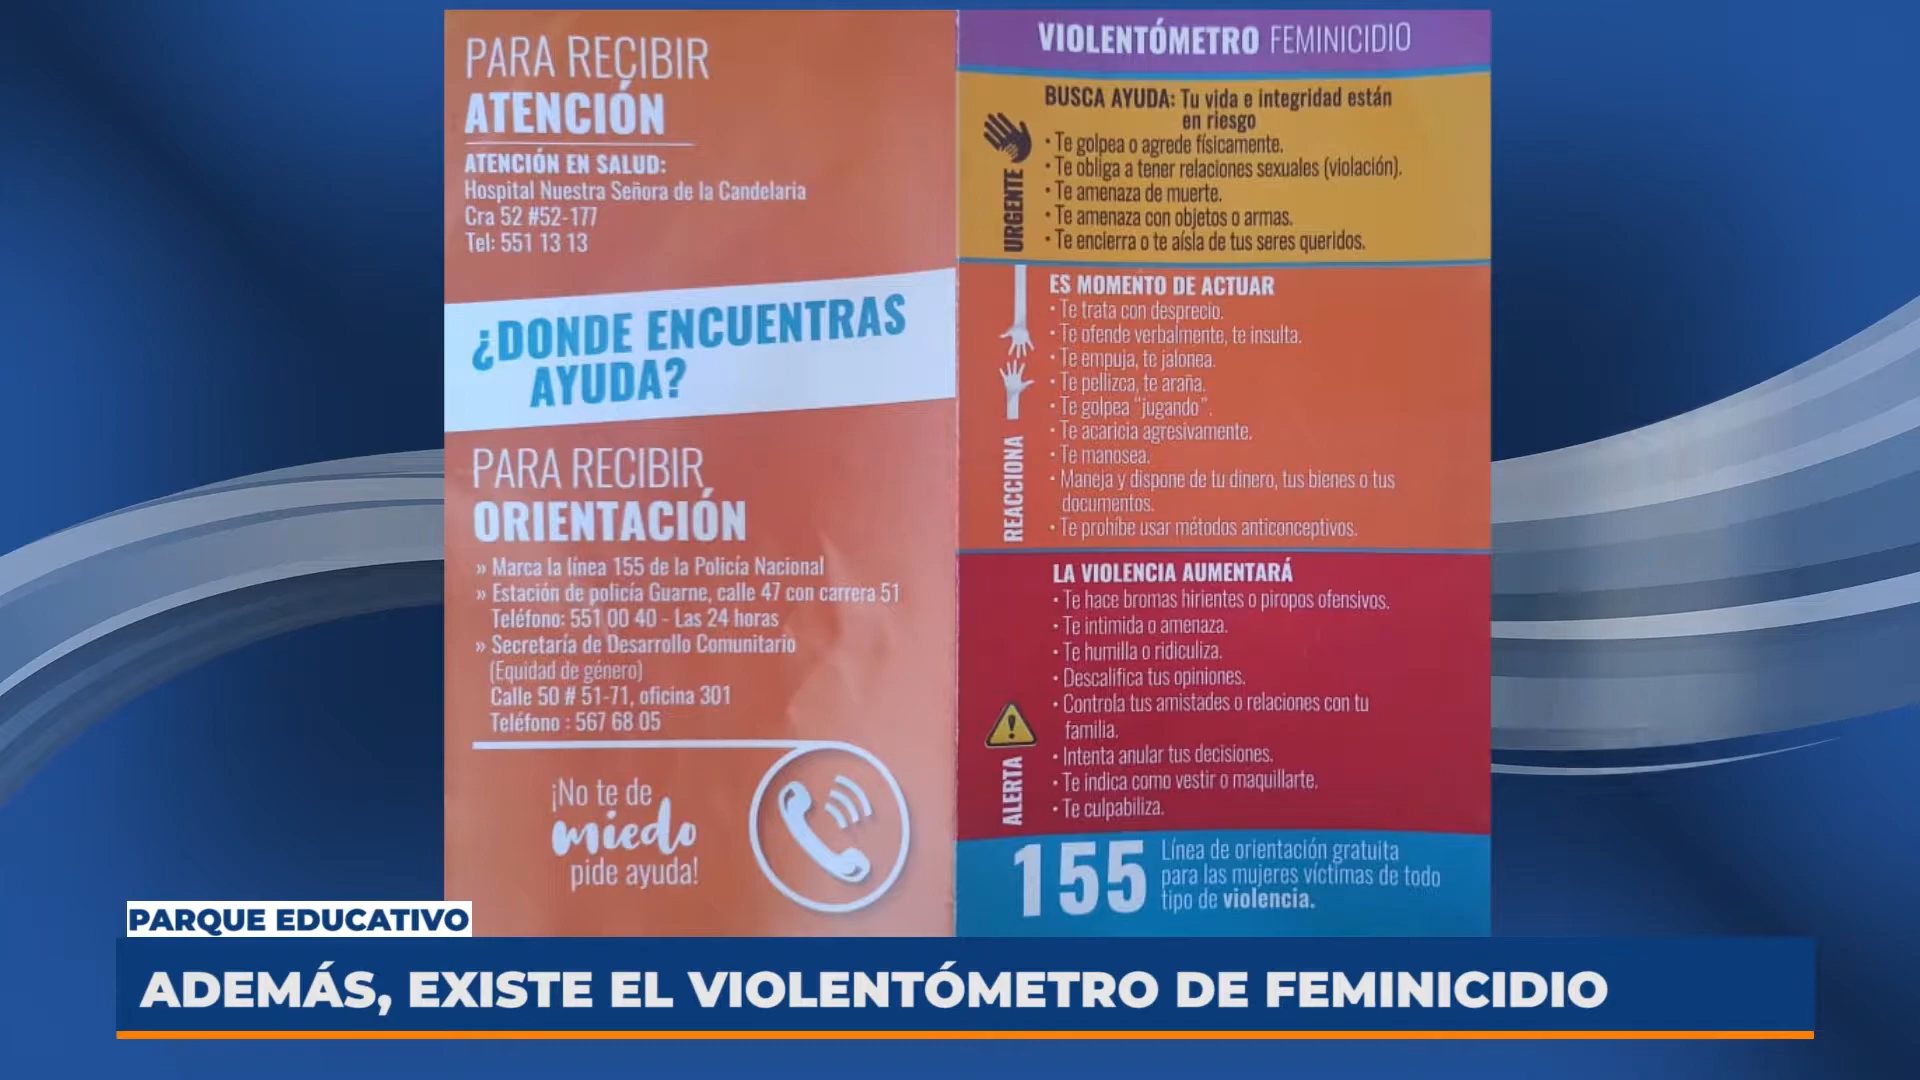 PARA RECIBIR
ATENCIÓN
ATENCIÓN EN SALUD:
Hospital Nuestra Señora de la Candelaria
Cra 52 #52-177
Tel: 551 13 13
¿DONDE ENCUENTRAS
AYUDA?
PARA RECIBIR
ORIENTACIÓN
» Marca la línea 155 de la Policía Nacional
» Estación de policía Guarne, calle 47 con carrera 51
Teléfono: 551 00 40 - Las 24 horas
» Secretaría de Desarrollo Comunitario
(Equidad de género)
Calle 50 # 51-71, oficina 301
Teléfono : 567 68 05
¡No te de
miedo
pide ayuda!
VIOLENTÓMETRO FEMINICIDIO
URGENTE
BUSCA AYUDA: Tu vida e integridad están
en riesgo
• Te golpea o agrede físicamente.
• Te obliga a tener relaciones sexuales (violación).
• Te amenaza de muerte.
• Te amenaza con objetos o armas.
• Te encierra o te aísla de tus seres queridos.
REACCIONA
ES MOMENTO DE ACTUAR
• Te trata con desprecio.
• Te ofende verbalmente, te insulta.
• Te empuja, te jalonea.
• Te pellizca, te araña.
• Te golpea “jugando”.
• Te acaricia agresivamente.
• Te manosea.
• Maneja y dispone de tu dinero, tus bienes o tus
documentos.
• Te prohíbe usar métodos anticonceptivos.
ALERTA
LA VIOLENCIA AUMENTARÁ
• Te hace bromas hirientes o piropos ofensivos.
• Te intimida o amenaza.
• Te humilla o ridiculiza.
• Descalifica tus opiniones.
• Controla tus amistades o relaciones con tu
familia.
• Intenta anular tus decisiones.
• Te indica como vestir o maquillarte.
• Te culpabiliza.
155
Línea de orientación gratuita
para las mujeres víctimas de todo
tipo de violencia.
PARQUE EDUCATIVO
ADEMÁS, EXISTE EL VIOLENTÓMETRO DE FEMINICIDIO